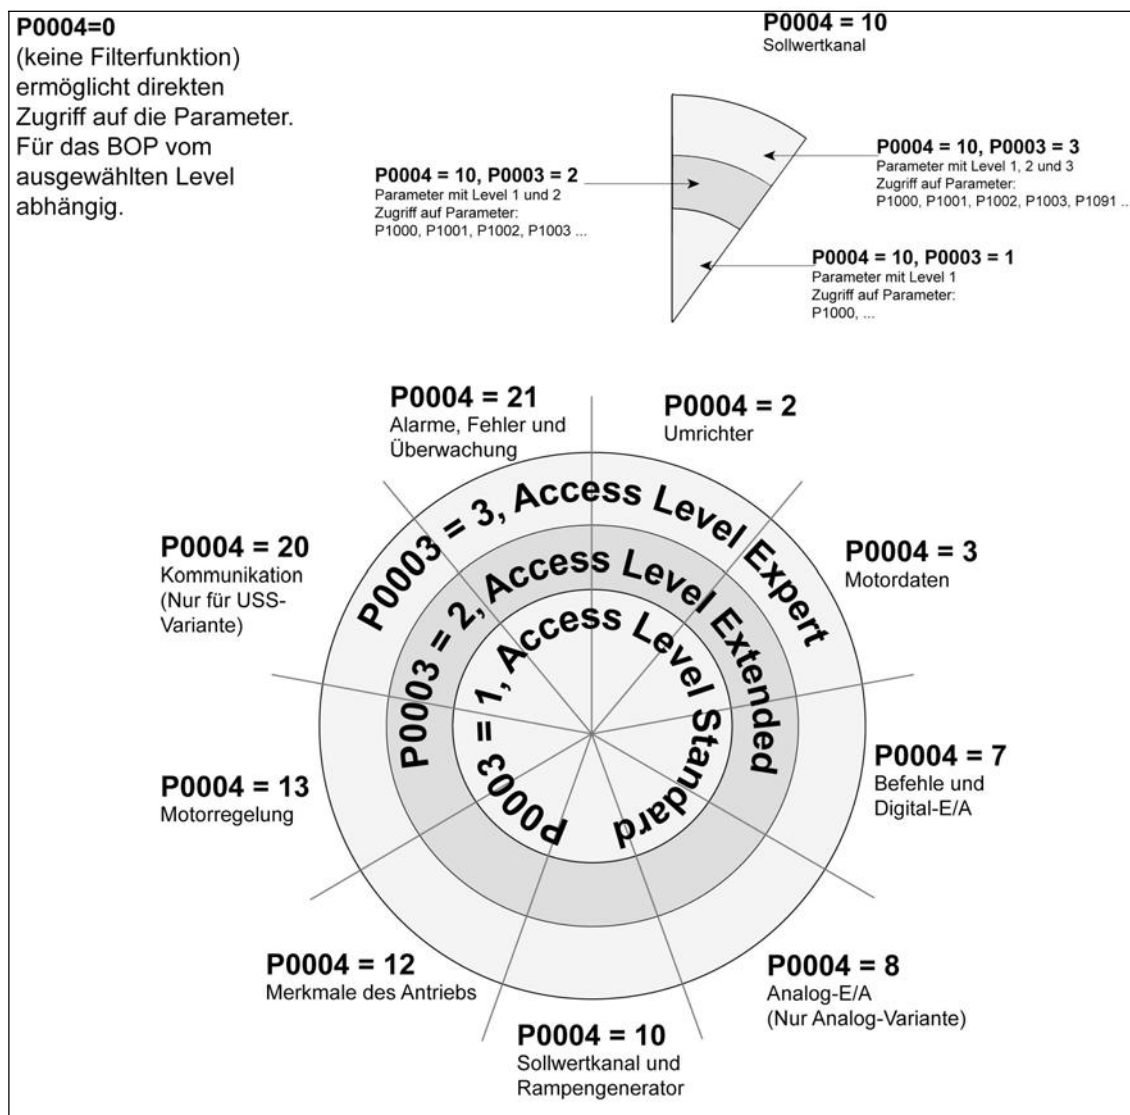 P0004=0
(keine Filterfunktion)
ermöglicht direkten
Zugriff auf die Parameter.
Für das BOP vom
ausgewählten Level
abhängig.
P0004 = 10
Sollwertkanal
P0004 = 10, P0003 = 2
Parameter mit Level 1 und 2
Zugriff auf Parameter:
P1000, P1001, P1002, P1003 ...
P0004 = 10, P0003 = 3
Parameter mit Level 1, 2 und 3
Zugriff auf Parameter:
P1000, P1001, P1002, P1003, P1091 ..
P0004 = 10, P0003 = 1
Parameter mit Level 1
Zugriff auf Parameter:
P1000, ...
P0004 = 21
Alarme, Fehler und
Überwachung
P0004 = 2
Umrichter
P0004 = 20
Kommunikation
(Nur für USS-
Variante)
P0004 = 3
Motordaten
P0003 = 3, Access Level Expert
P0003 = 2, Access Level Extended
P0003 = 1, Access Level Standard
P0004 = 13
Motorregelung
P0004 = 7
Befehle und
Digital-E/A
P0004 = 12
Merkmale des Antriebs
P0004 = 8
Analog-E/A
(Nur Analog-Variante)
P0004 = 10
Sollwertkanal und
Rampengenerator